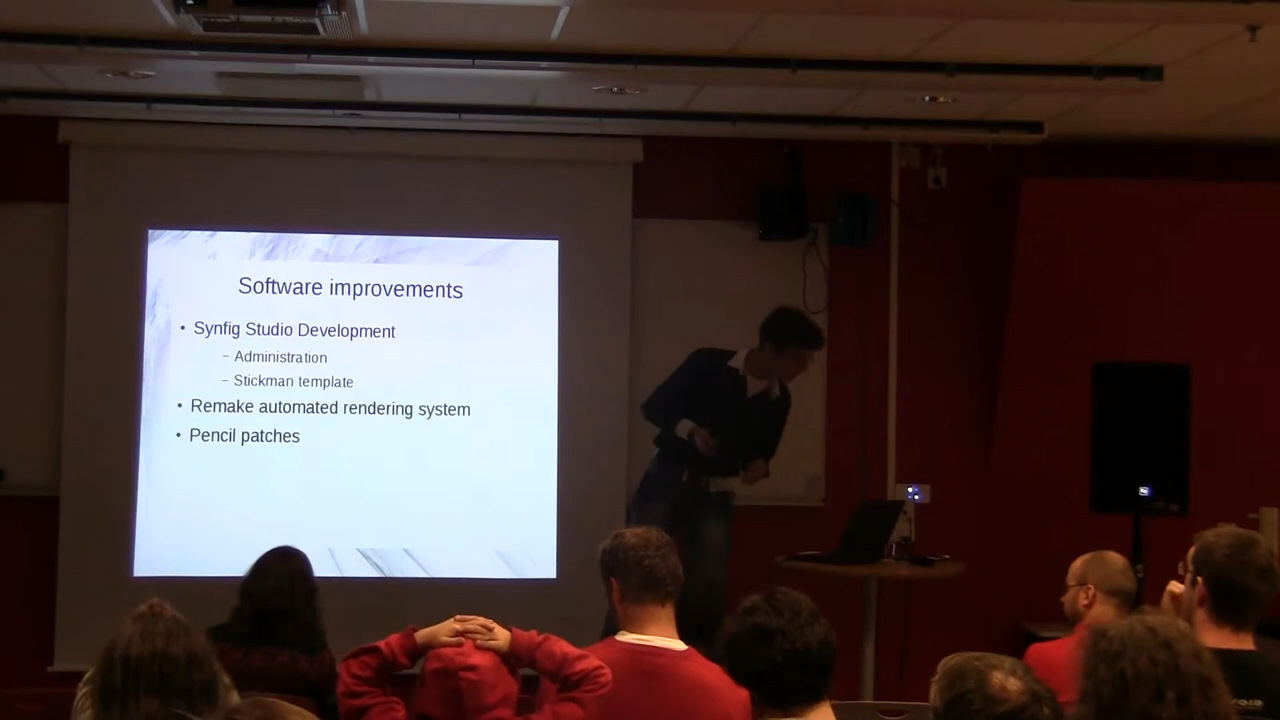 Software improvements
• Synfig Studio Development
– Administration
– Stickman template
• Remake automated rendering system
• Pencil patches